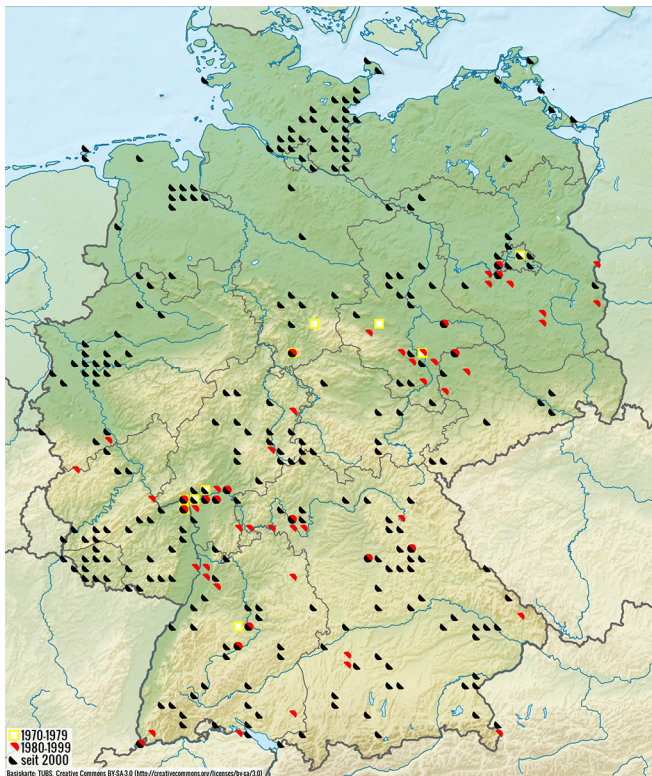 1970-1979
1980-1999
seit 2000
Basiskarte: TUBS, Creative Commons BY-SA-3.0 (http://creativecommons.org/licenses/by-sa/3.0)